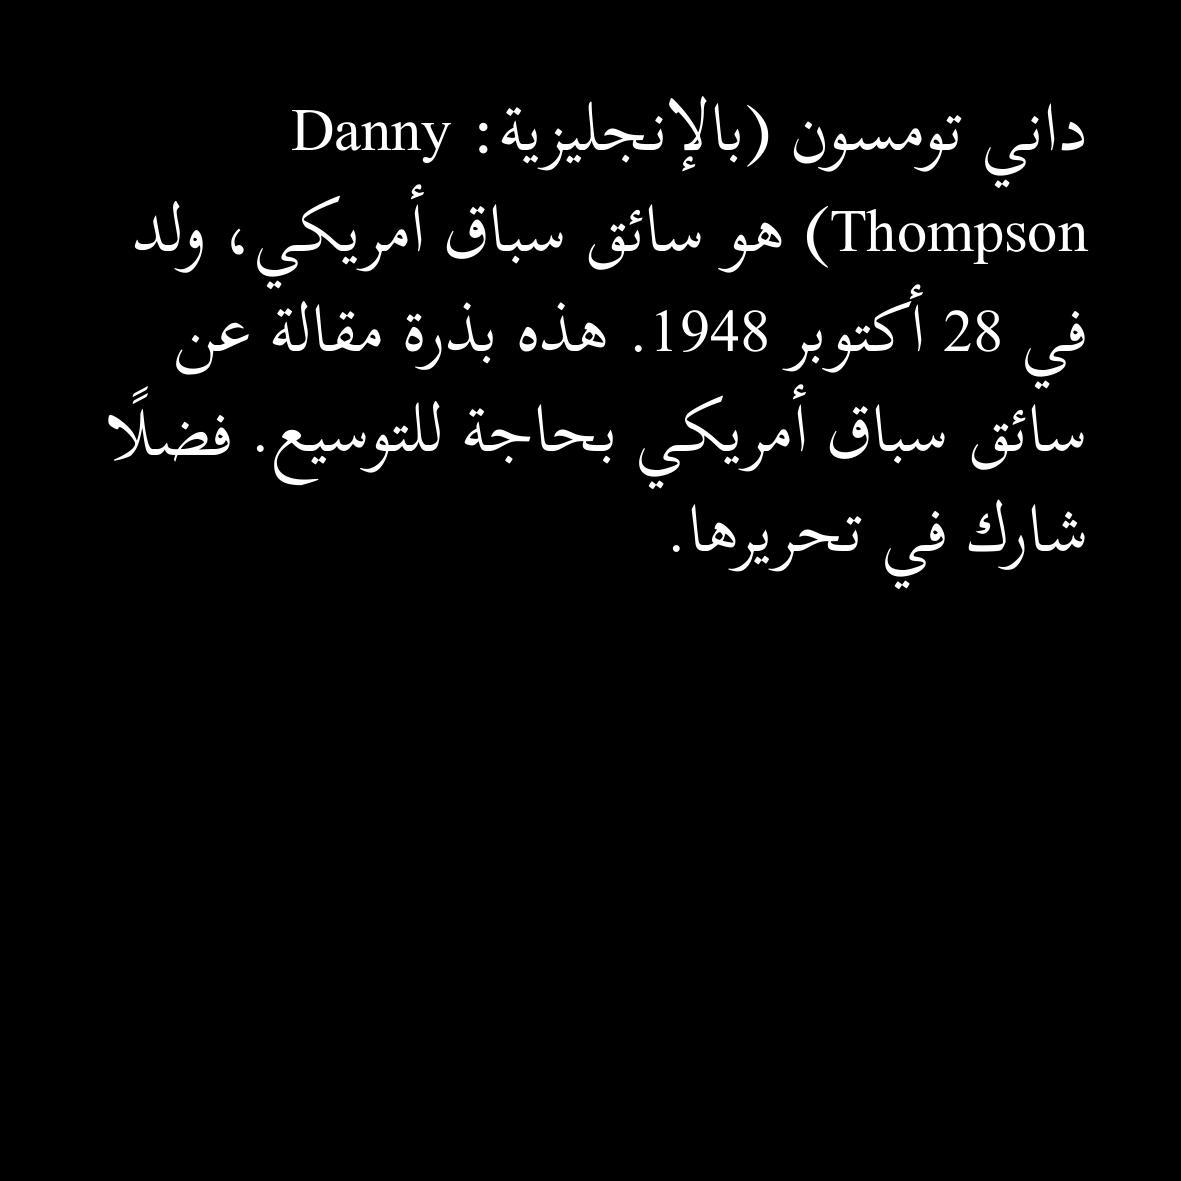 داني تومسون (بالإنجليزية: Danny
Thompson) هو سائق سباق أمريكي، ولد
في 28 أكتوبر 1948. هذه بذرة مقالة عن
سائق سباق أمريكي بحاجة للتوسيع. فضلًا
شارك في تحريرها.